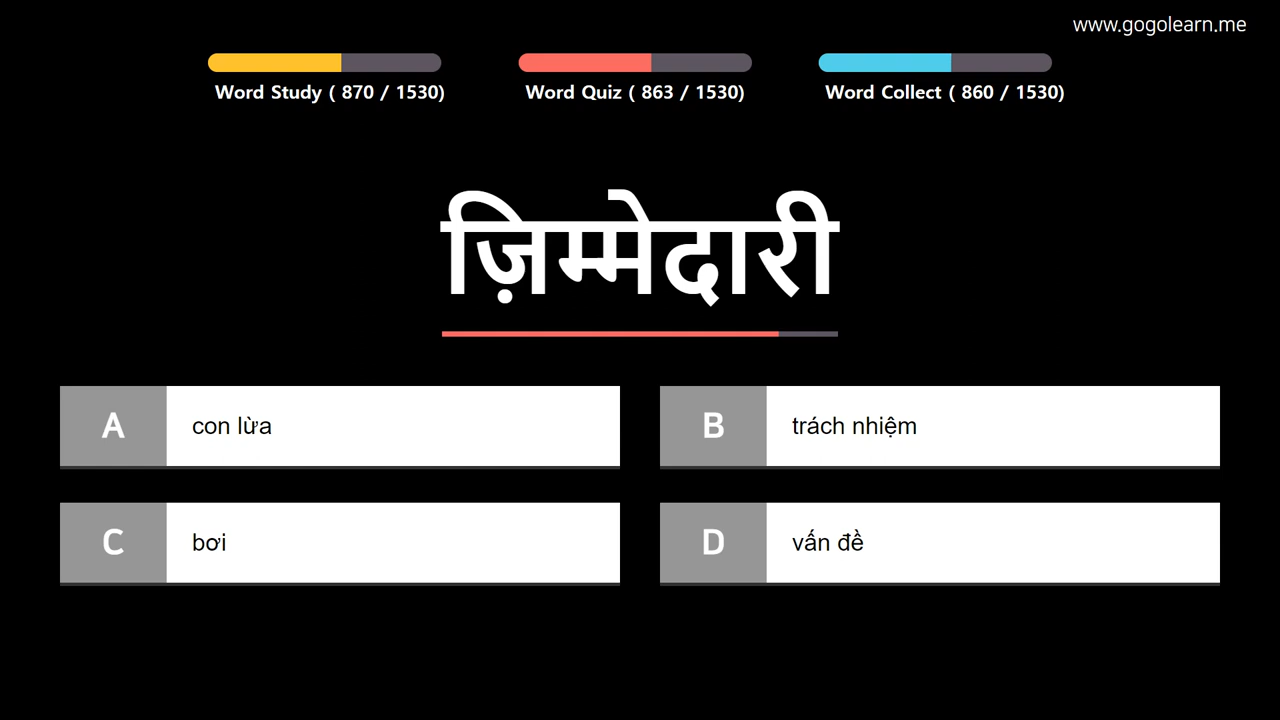 www.gogolearn.me
Word Study ( 870 / 1530)
Word Quiz ( 863 / 1530)
Word Collect ( 860 / 1530)
ज़िम्मेदारी
A con lừa
B trách nhiệm
C bơi
D vấn đề